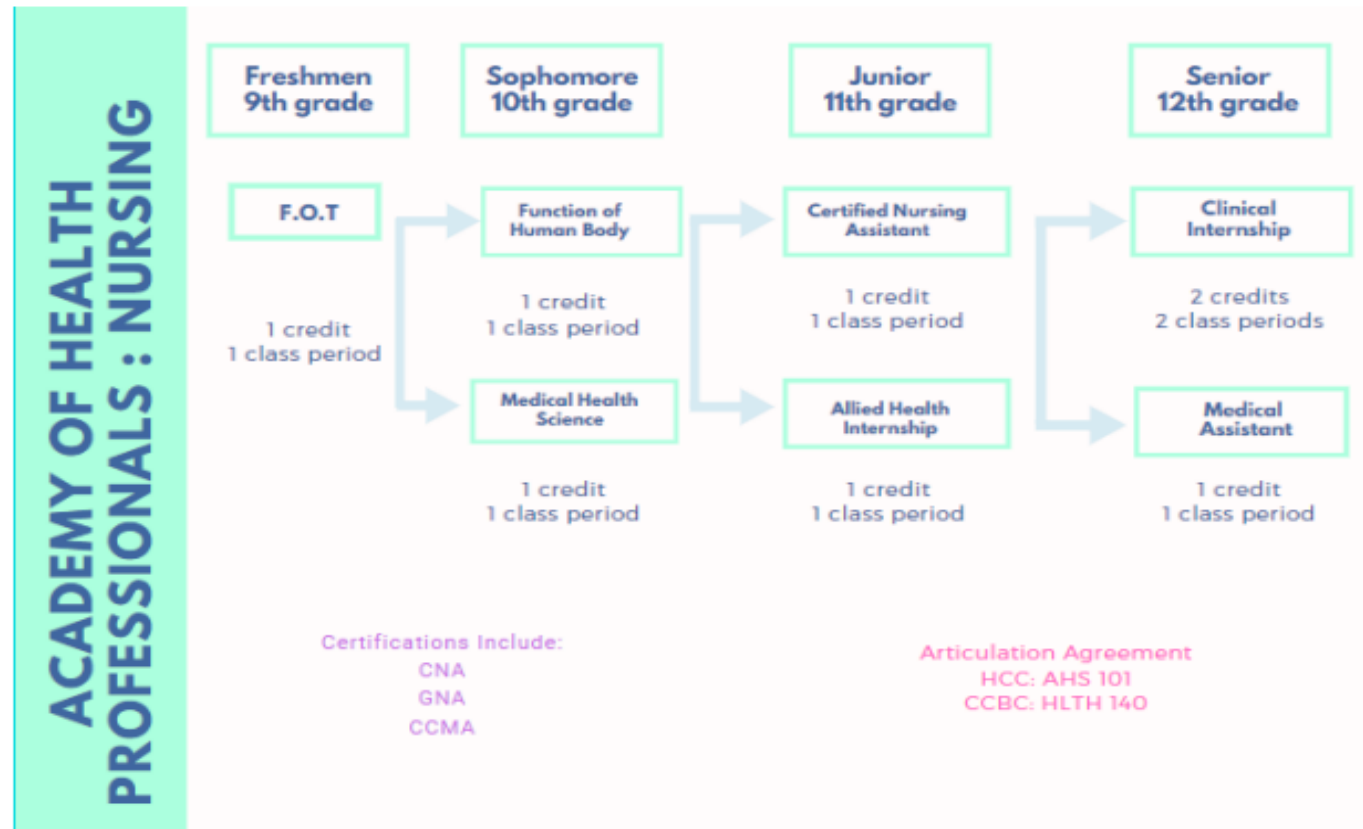 ACADEMY OF HEALTH
PROFESSIONALS : NURSING
Freshmen
9th grade
Sophomore
10th grade
Junior
11th grade
Senior
12th grade
F.O.T
1 credit
1 class period
Function of
Human Body
1 credit
1 class period
Medical Health
Science
1 credit
1 class period
Certified Nursing
Assistant
1 credit
1 class period
Allied Health
Internship
1 credit
1 class period
Clinical
Internship
2 credits
2 class periods
Medical
Assistant
1 credit
1 class period
Certifications Include:
CNA
GNA
CCMA
Articulation Agreement
HCC: AHS 101
CCBC: HLTH 140